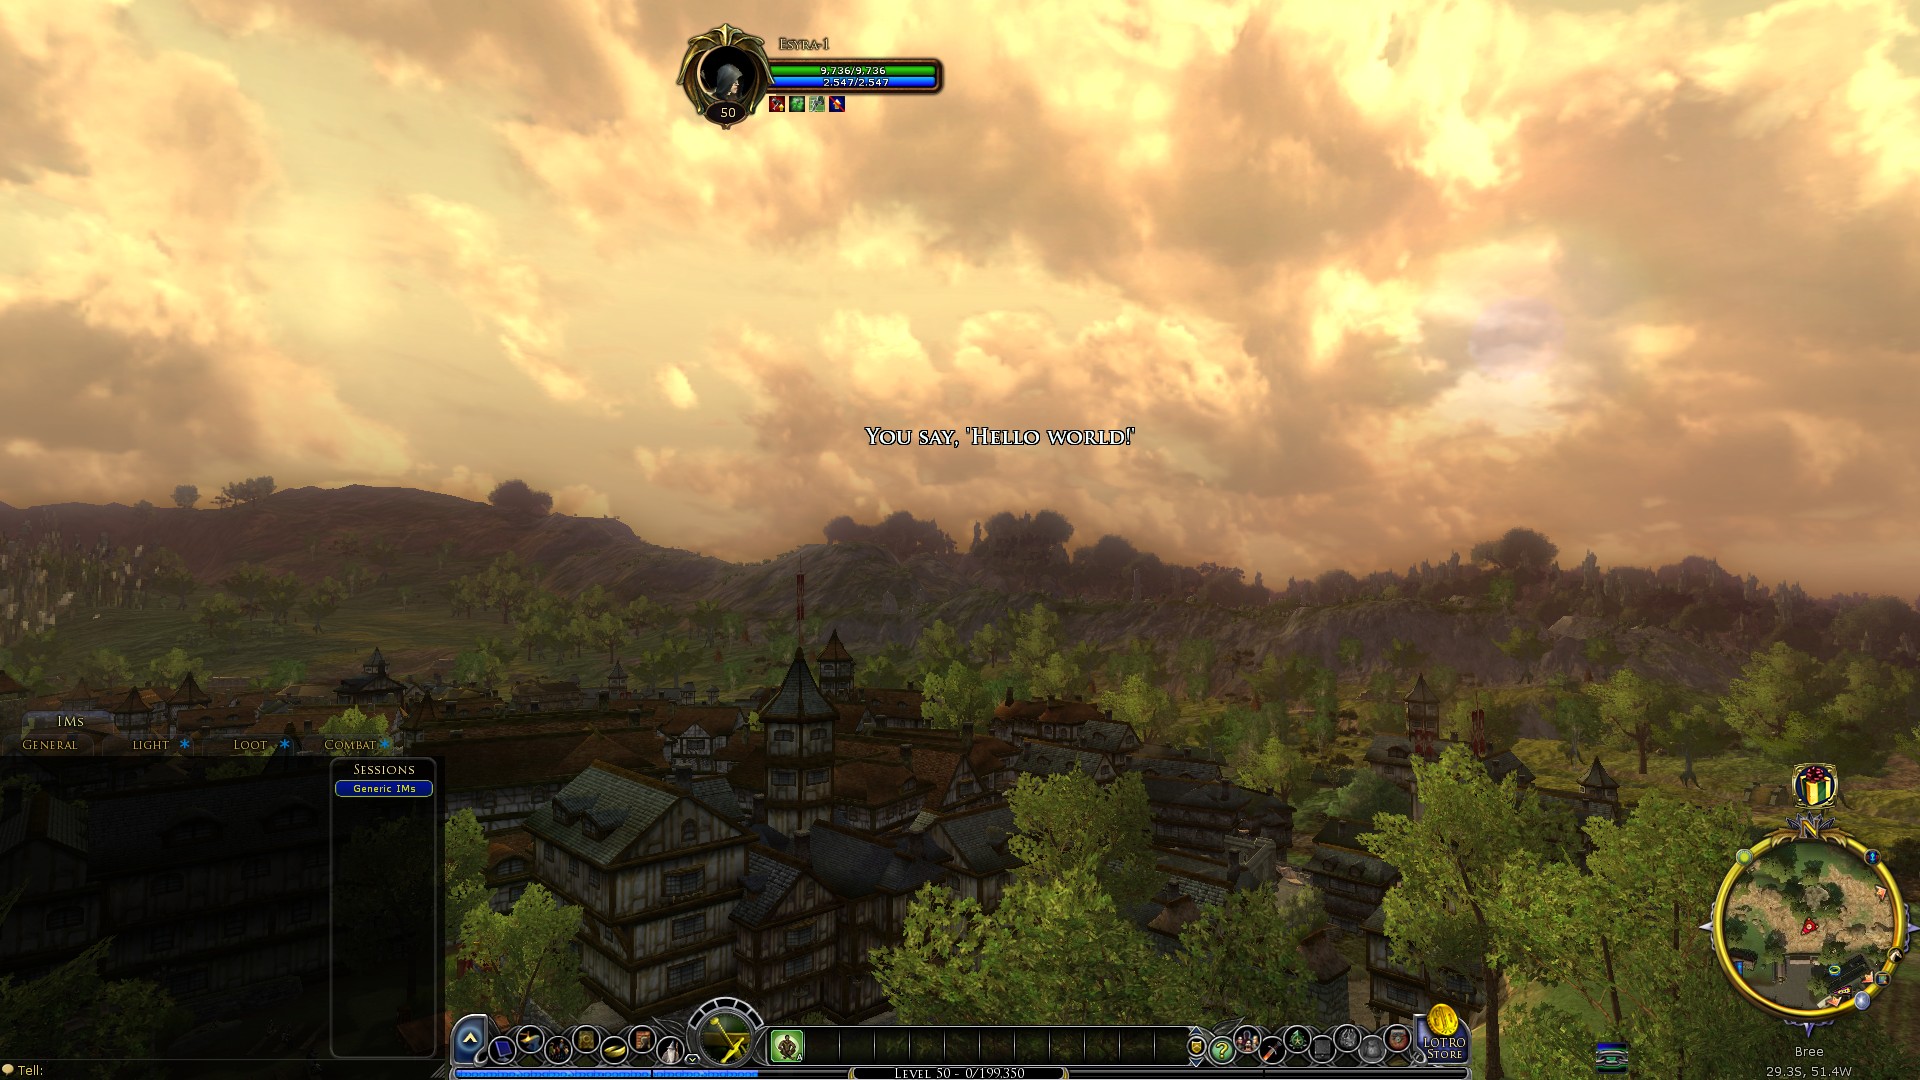 Esyra-1
9,736/9,736
2,547/2,547
50
You say, 'Hello world!'
IMs
General
Light
Loot
Combat
Sessions
Generic IMs
N
A
LOTRO
Store
Level 50 - 0/199,350
Tell:
Bree
29.3S, 51.4W